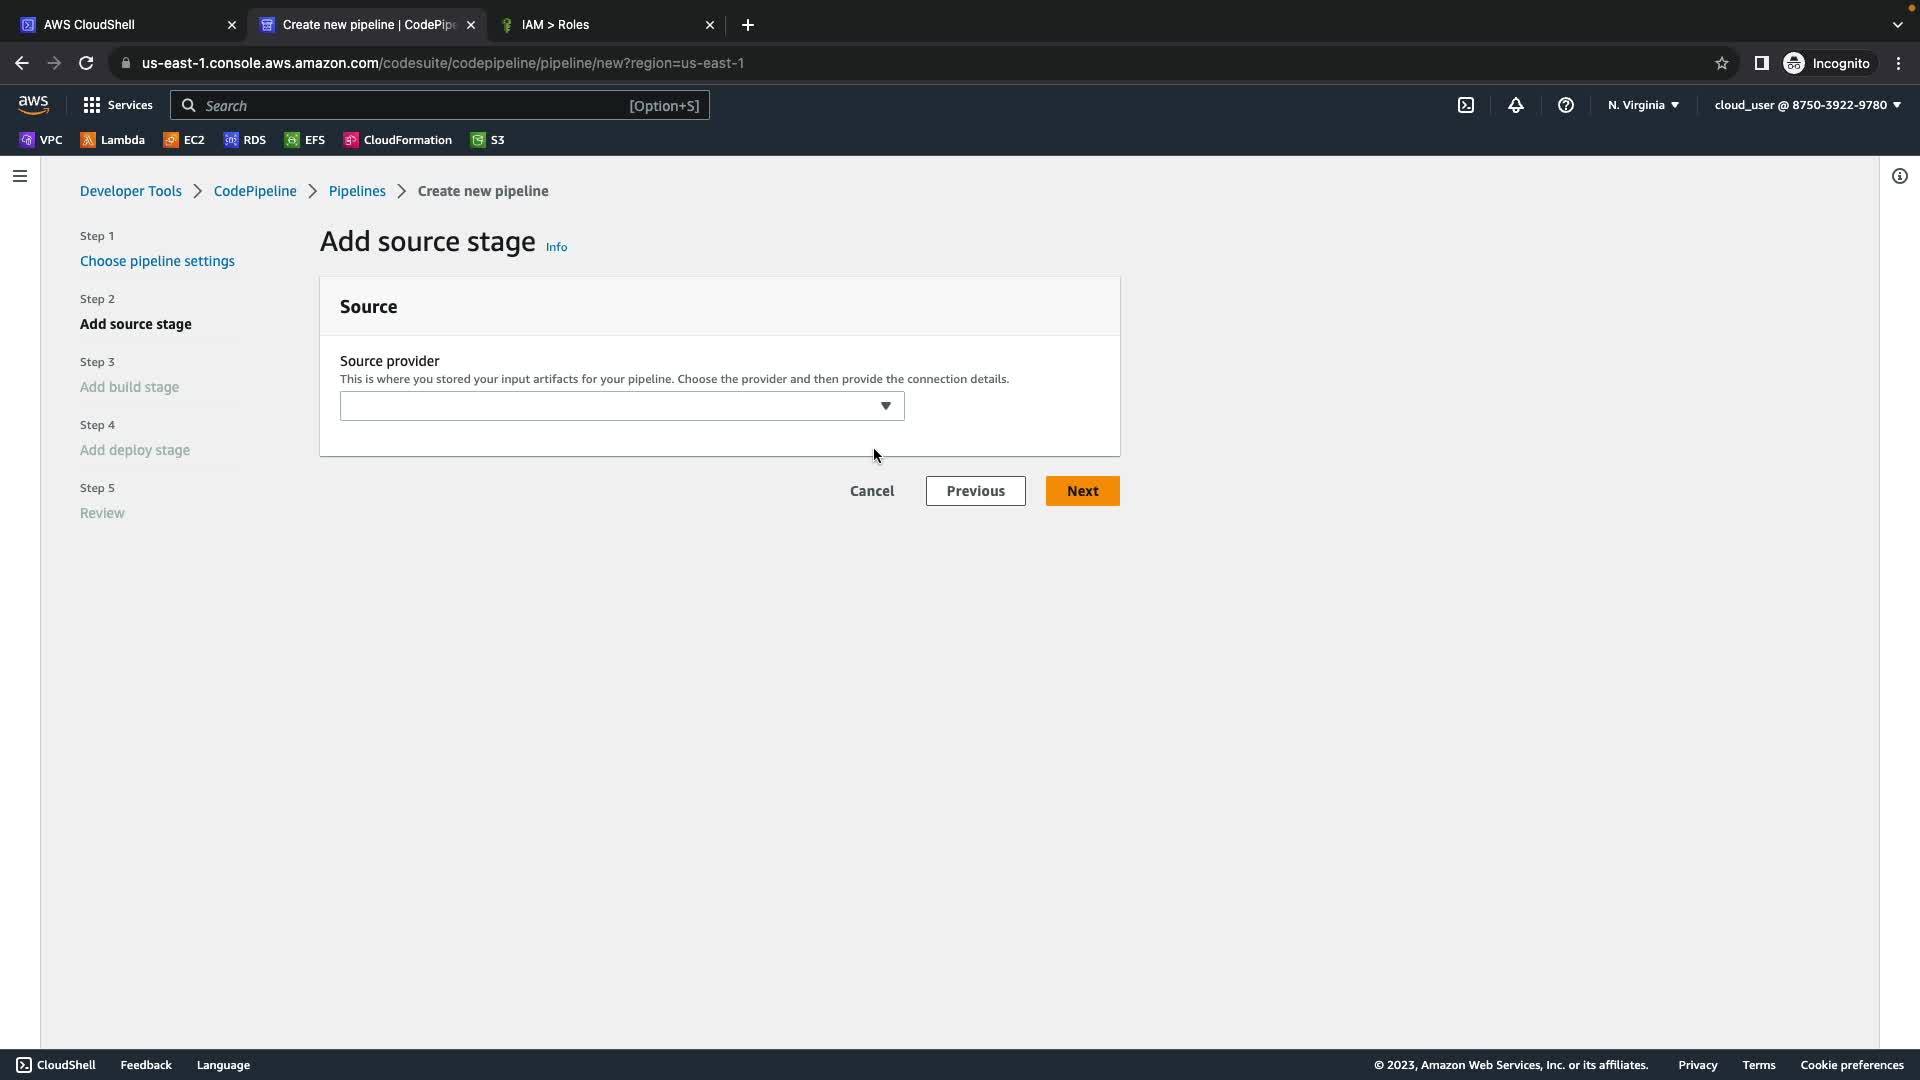 AWS CloudShell
Create new pipeline | CodePipe
IAM > Roles
us-east-1.console.aws.amazon.com/codesuite/codepipeline/pipeline/new?region=us-east-1
Incognito
aws
Services
Search
[Option+S]
N. Virginia
cloud_user @ 8750-3922-9780
VPC
Lambda
EC2
RDS
EFS
CloudFormation
S3
Developer Tools
CodePipeline
Pipelines
Create new pipeline
Step 1
Choose pipeline settings
Step 2
Add source stage
Step 3
Add build stage
Step 4
Add deploy stage
Step 5
Review
Add source stage Info
Source
Source provider
This is where you stored your input artifacts for your pipeline. Choose the provider and then provide the connection details.
Cancel
Previous
Next
CloudShell
Feedback
Language
© 2023, Amazon Web Services, Inc. or its affiliates.
Privacy
Terms
Cookie preferences